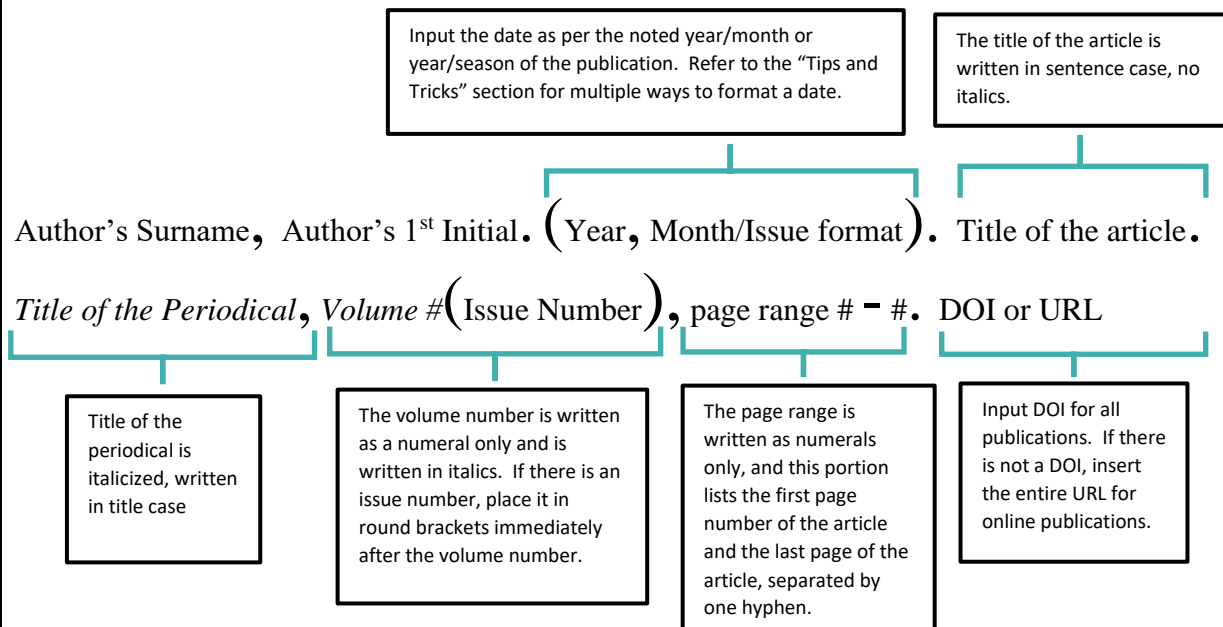 Input the date as per the noted year/month or
year/season of the publication.  Refer to the “Tips and
Tricks” section for multiple ways to format a date.
The title of the article is
written in sentence case, no
italics.
Author’s Surname, Author’s 1st Initial. (Year, Month/Issue format). Title of the article.
Title of the Periodical, Volume #(Issue Number), page range # - #. DOI or URL
Title of the
periodical is
italicized, written
in title case
The volume number is written
as a numeral only and is
written in italics.  If there is an
issue number, place it in
round brackets immediately
after the volume number.
The page range is
written as numerals
only, and this portion
lists the first page
number of the article
and the last page of the
article, separated by
one hyphen.
Input DOI for all
publications.  If there
is not a DOI, insert
the entire URL for
online publications.